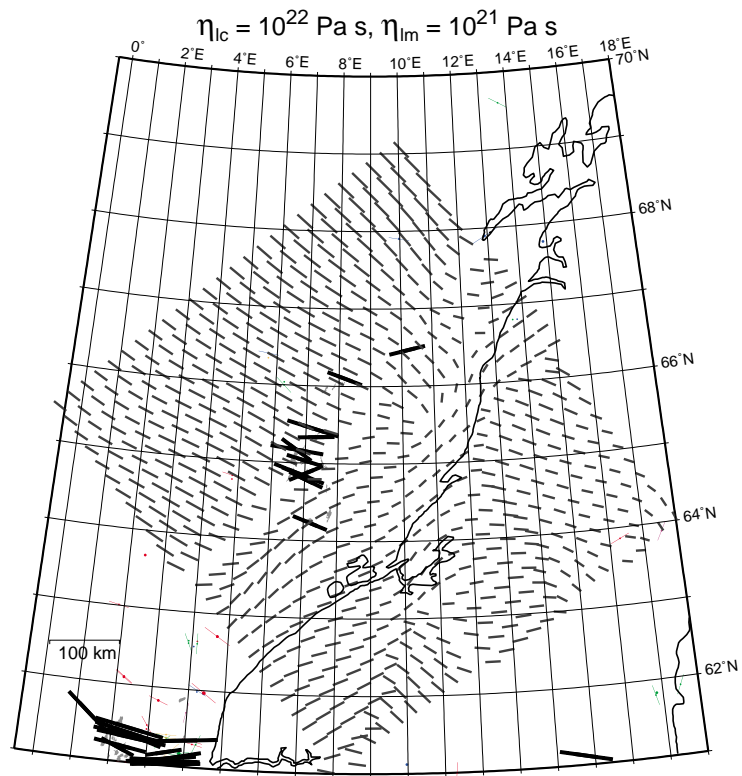 ηlc = 10²² Pa s, ηlm = 10²¹ Pa s
0° 2°E 4°E 6°E 8°E 10°E 12°E 14°E 16°E 18°E
70°N
68°N
66°N
64°N
62°N
100 km